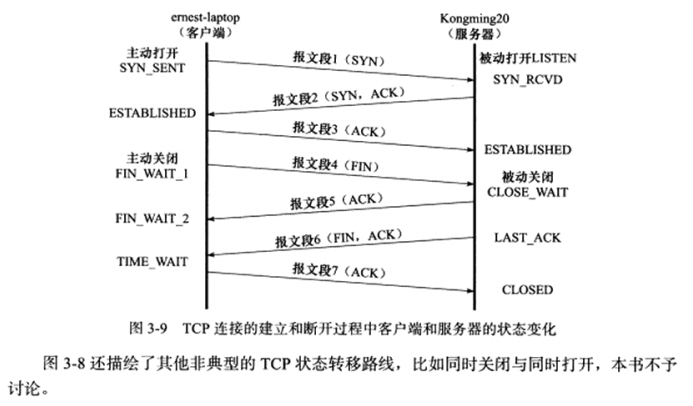 ernest-laptop
（客户端）
Kongming20
（服务器）
主动打开
SYN_SENT
报文段1（SYN）
被动打开LISTEN
SYN_RCVD
报文段2（SYN，ACK）
ESTABLISHED
报文段3（ACK）
ESTABLISHED
主动关闭
FIN_WAIT_1
报文段4（FIN）
被动关闭
CLOSE_WAIT
报文段5（ACK）
FIN_WAIT_2
报文段6（FIN，ACK）
LAST_ACK
TIME_WAIT
报文段7（ACK）
CLOSED
图 3-9 TCP 连接的建立和断开过程中客户端和服务器的状态变化
图 3-8 还描绘了其他非典型的 TCP 状态转移路线，比如同时关闭与同时打开，本书不予
讨论。